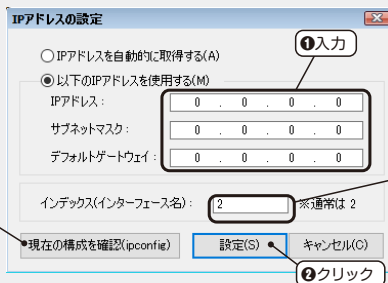 IPアドレスの設定
❶入力
IPアドレスを自動的に取得する(A)
以下のIPアドレスを使用する(M)
IPアドレス: 0 . 0 . 0 . 0
サブネットマスク: 0 . 0 . 0 . 0
デフォルトゲートウェイ: 0 . 0 . 0 . 0
インデックス(インターフェース名): 2 ※通常は 2
現在の構成を確認(ipconfig) 設定(S) キャンセル(C)
❷クリック